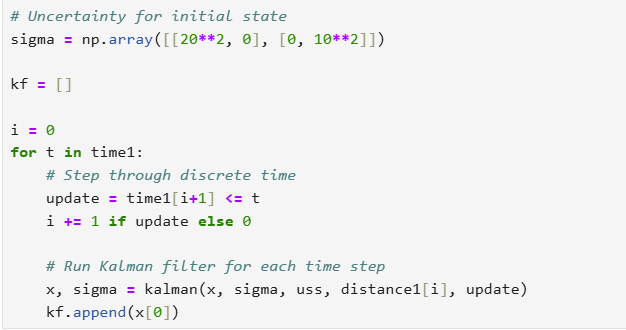 # Uncertainty for initial state
sigma = np.array([[20**2, 0], [0, 10**2]])
kf = []
i = 0
for t in time1:
    # Step through discrete time
    update = time1[i+1] <= t
    i += 1 if update else 0
    # Run Kalman filter for each time step
    x, sigma = kalman(x, sigma, uss, distance1[i], update)
    kf.append(x[0])